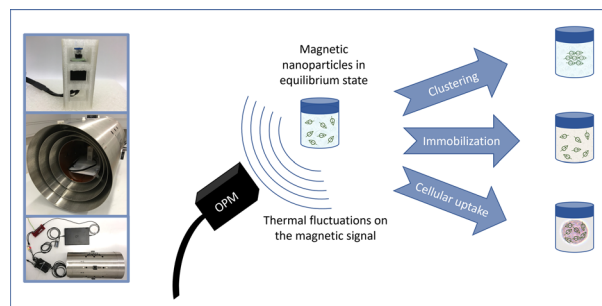 Magnetic
nanoparticles in
equilibrium state
OPM
Thermal fluctuations on
the magnetic signal
Clustering
Immobilization
Cellular
uptake